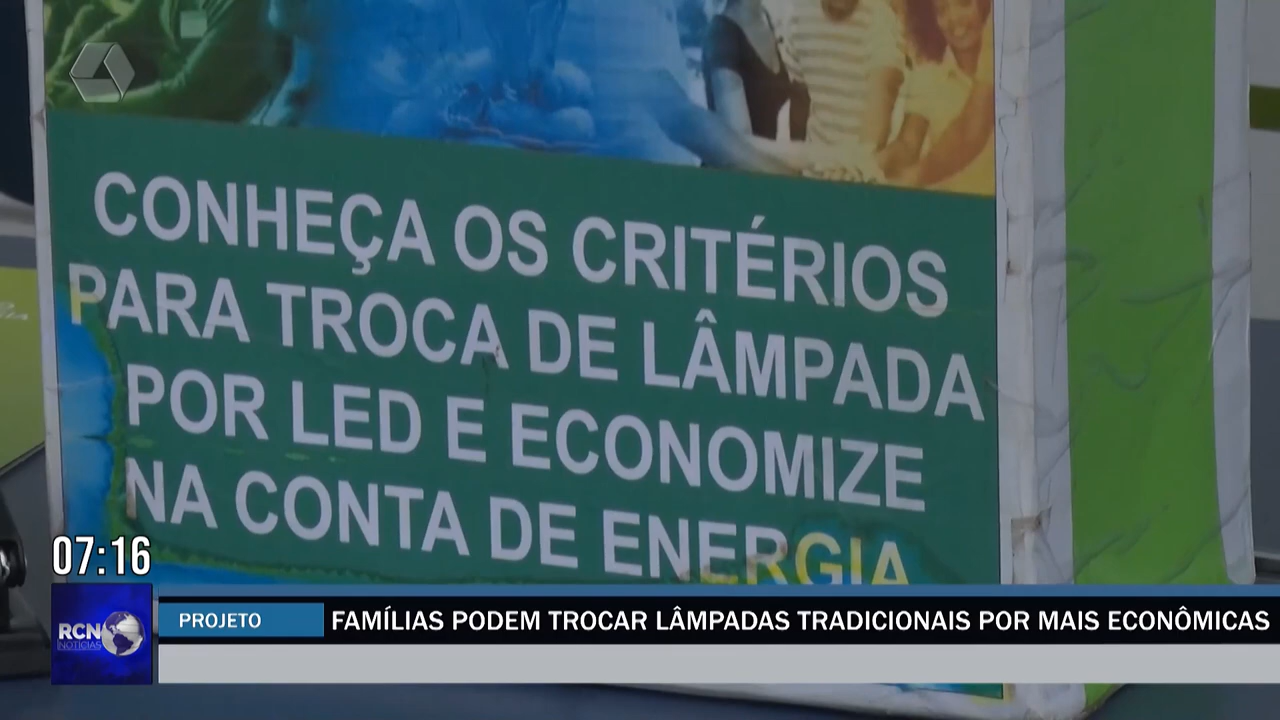 CONHEÇA OS CRITÉRIOS
PARA TROCA DE LÂMPADA
POR LED E ECONOMIZE
NA CONTA DE ENERGIA
07:16
RCN
NOTÍCIAS
PROJETO
FAMÍLIAS PODEM TROCAR LÂMPADAS TRADICIONAIS POR MAIS ECONÔMICAS